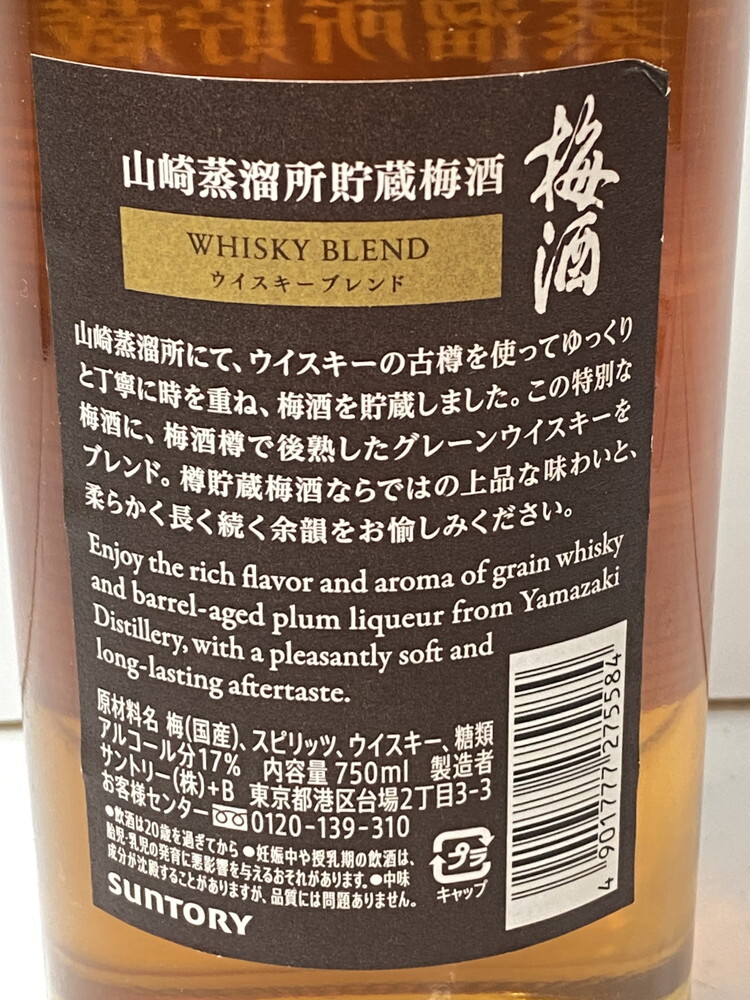 蒸溜所貯蔵
山崎蒸溜所貯蔵梅酒
梅酒
WHISKY BLEND
ウイスキーブレンド
山崎蒸溜所にて、ウイスキーの古樽を使ってゆっくり
と丁寧に時を重ね、梅酒を貯蔵しました。この特別な
梅酒に、梅酒樽で後熟したグレーンウイスキーを
ブレンド。樽貯蔵梅酒ならではの上品な味わいと、
柔らかく長く続く余韻をお愉しみください。
Enjoy the rich flavor and aroma of grain whisky
and barrel-aged plum liqueur from Yamazaki
Distillery, with a pleasantly soft and
long-lasting aftertaste.
原材料名 梅(国産)、スピリッツ、ウイスキー、糖類
アルコール分17% 内容量750ml 製造者
サントリー(株)+B 東京都港区台場2丁目3-3
お客様センター 0120-139-310
●飲酒は20歳を過ぎてから ●妊娠中や授乳期の飲酒は、
胎児・乳児の発育に悪影響を与えるおそれがあります。●中味
成分が沈殿することがありますが、品質には問題ありません。
プラ
キャップ
SUNTORY
4 901777 275584